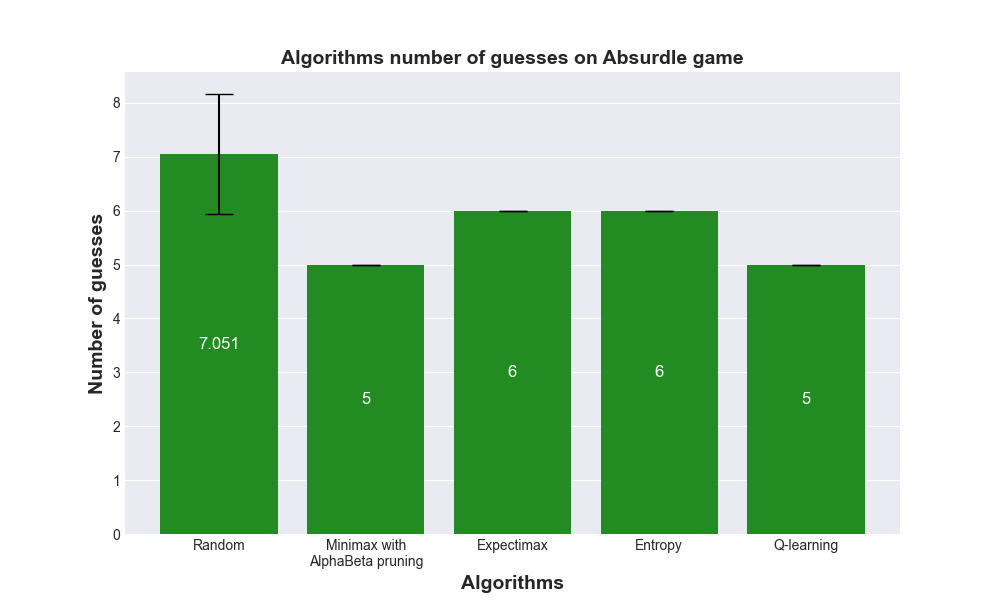 Algorithms number of guesses on Absurdle game
Number of guesses
8
7
6
5
4
3
2
1
0
7.051
5
6
6
5
Random
Minimax with
AlphaBeta pruning
Expectimax
Entropy
Q-learning
Algorithms